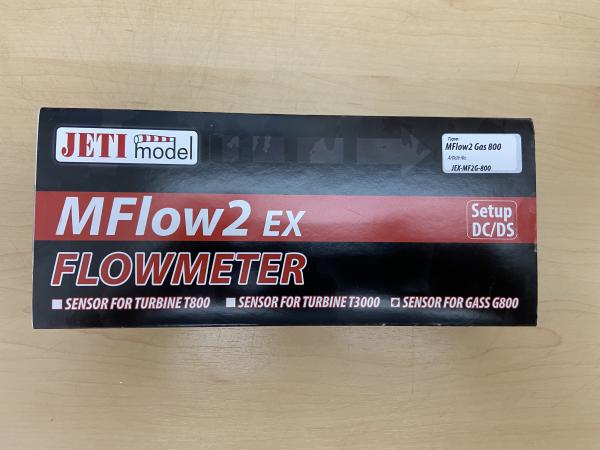 JETI model
Type:
MFlow2 Gas 800
Article No.
JEX-MF2G-800
MFlow2 EX
Setup
DC/DS
FLOWMETER
SENSOR FOR TURBINE T800 SENSOR FOR TURBINE T3000 SENSOR FOR GASS G800